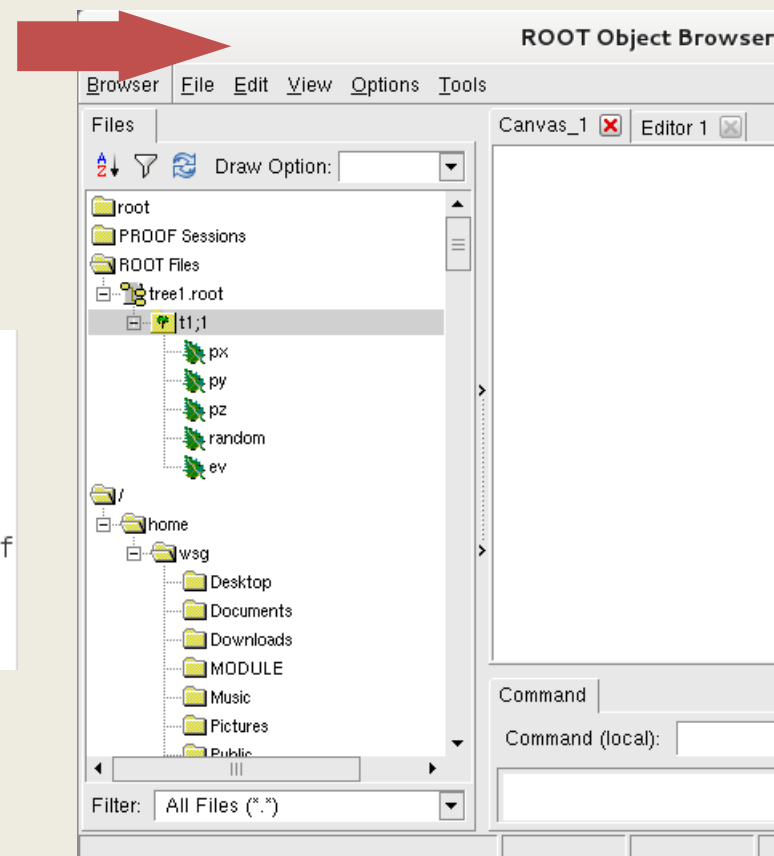 ROOT Object Browser
Browser File Edit View Options Tools
Files
Canvas_1 Editor 1
Draw Option:
root
PROOF Sessions
ROOT Files
tree1.root
t1;1
px
py
pz
random
ev
/
home
f
wsg
Desktop
Documents
Downloads
MODULE
Music
Pictures
Public
Command
Command (local):
Filter: All Files (*.*)